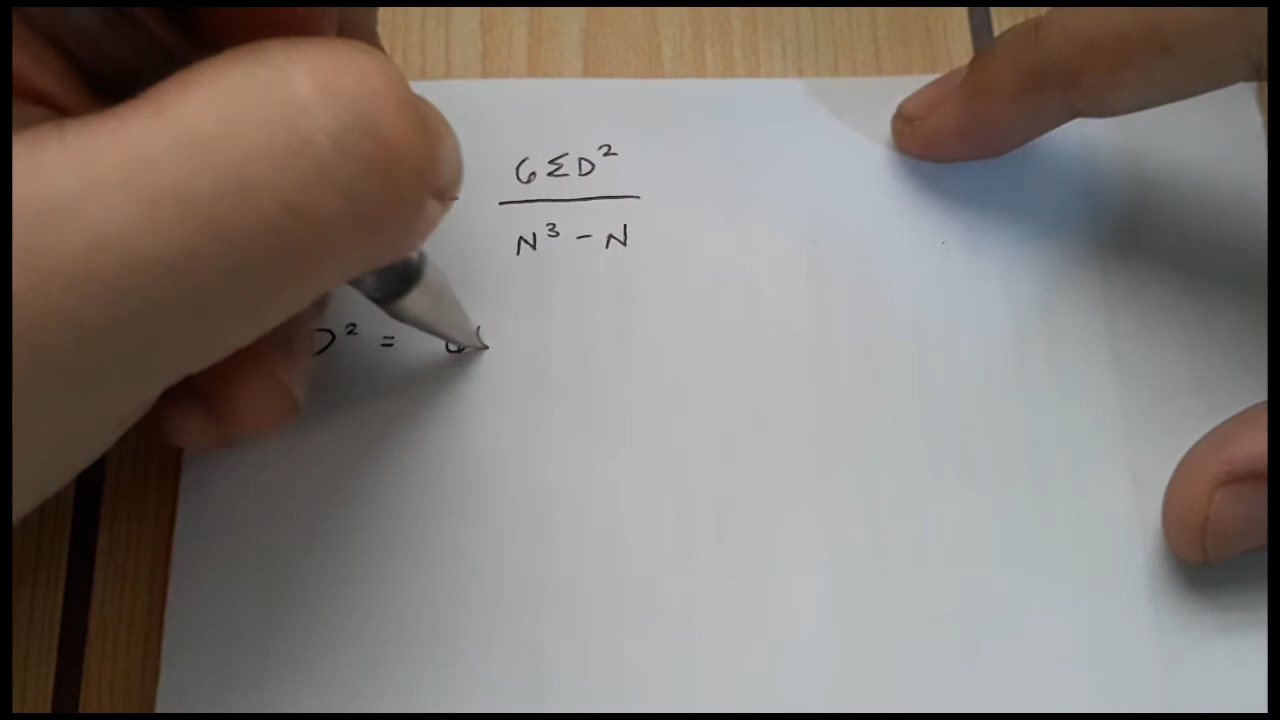 - 6ΣD²
N³ - N
D² =